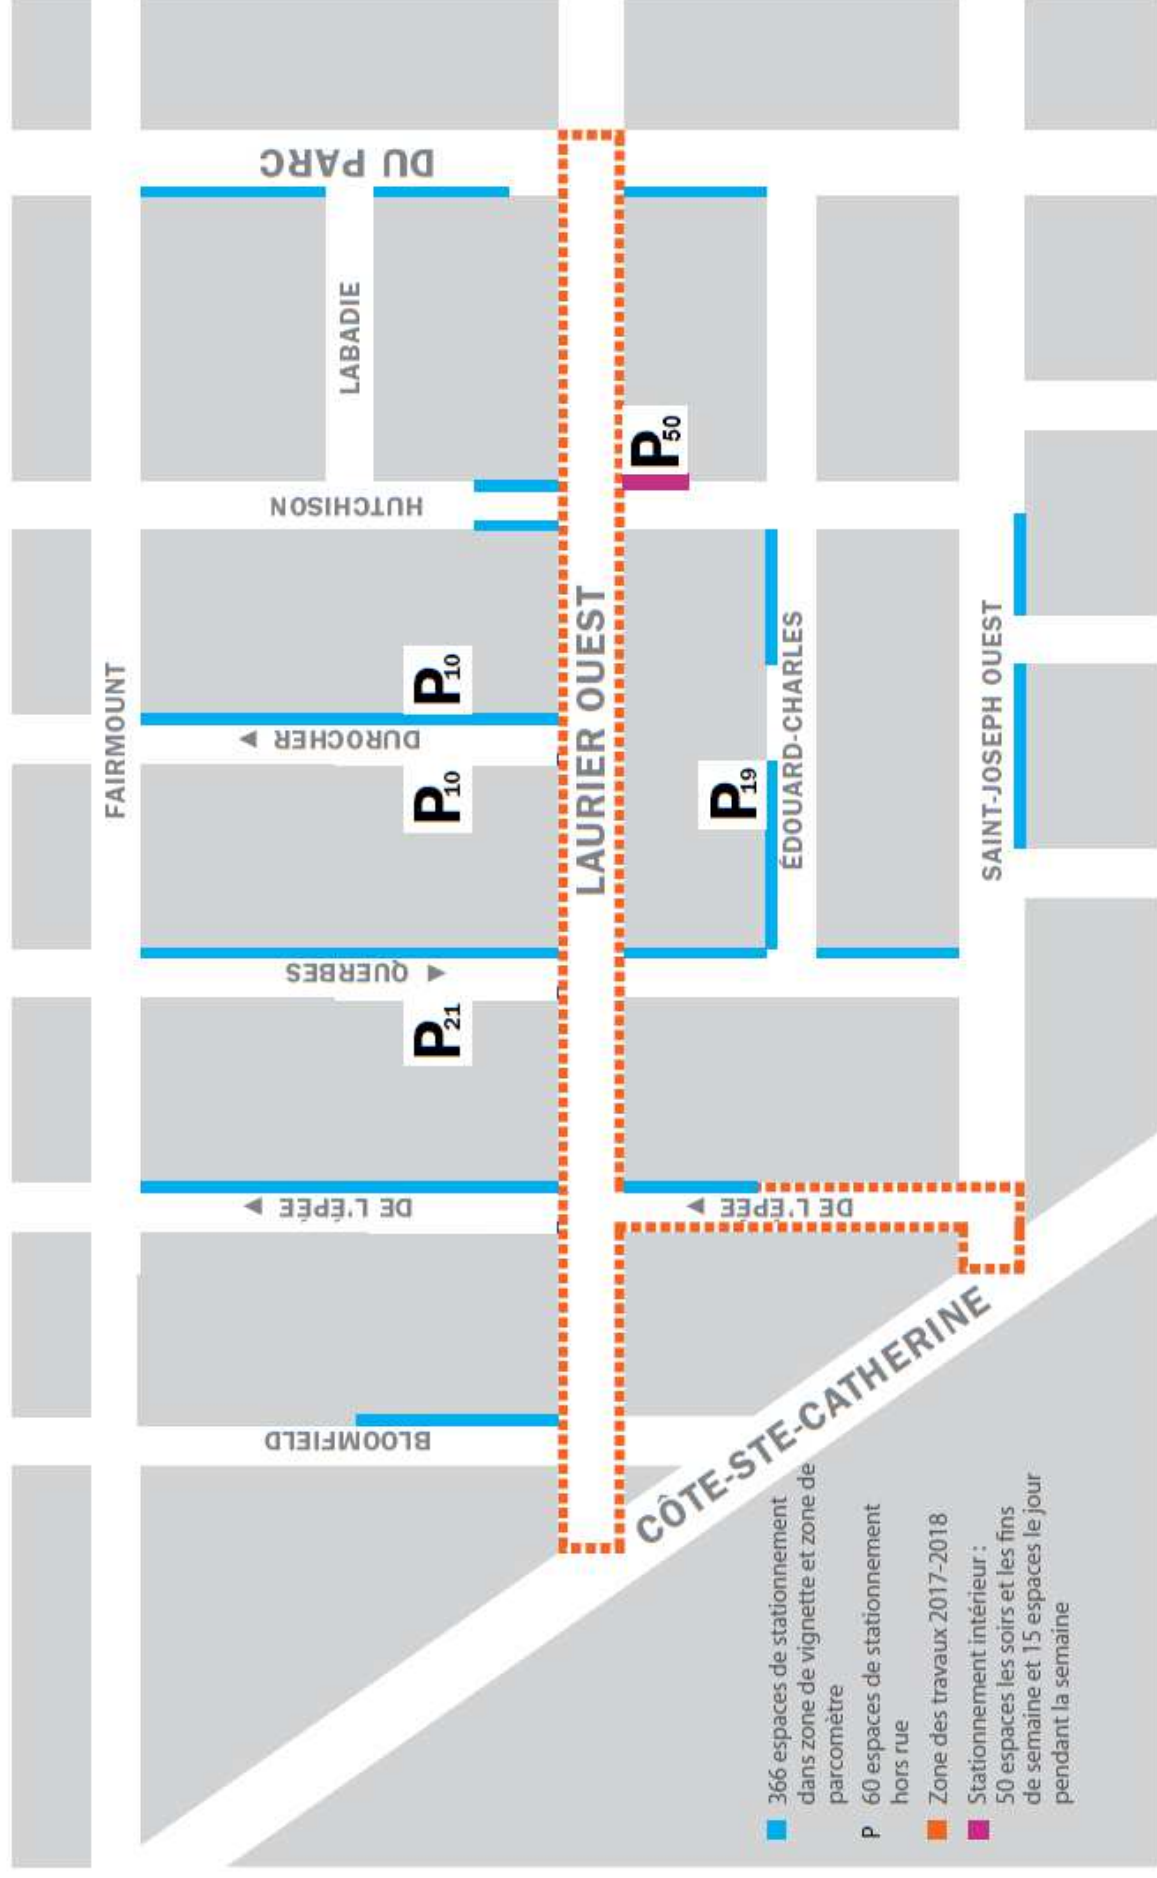 FAIRMOUNT
BLOOMFIELD
DE L'ÉPÉE ▲
P21
QUERBES ▲
P10
DUROCHER ▲
P10
HUTCHISON
LABADIE
DU PARC
LAURIER OUEST
P50
P19
ÉDOUARD-CHARLES
DE L'ÉPÉE ▲
SAINT-JOSEPH OUEST
CÔTE-STE-CATHERINE
366 espaces de stationnement
dans zone de vignette et zone de
parcomètre
P 60 espaces de stationnement
hors rue
Zone des travaux 2017-2018
Stationnement intérieur :
50 espaces les soirs et les fins
de semaine et 15 espaces le jour
pendant la semaine